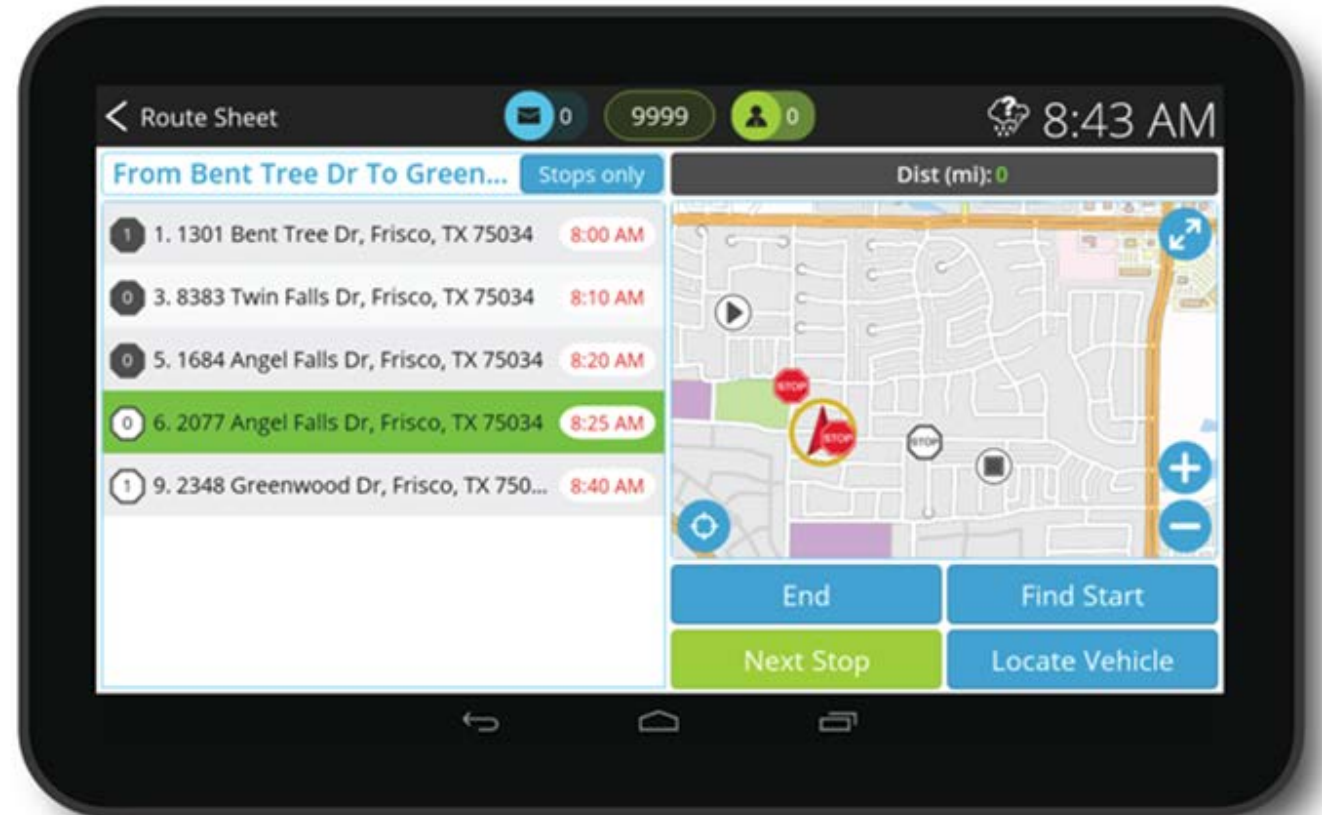 Route Sheet
0
9999
0
8:43 AM
From Bent Tree Dr To Green...
Stops only
Dist (mi): 0
1 1. 1301 Bent Tree Dr, Frisco, TX 75034 8:00 AM
0 3. 8383 Twin Falls Dr, Frisco, TX 75034 8:10 AM
0 5. 1684 Angel Falls Dr, Frisco, TX 75034 8:20 AM
0 6. 2077 Angel Falls Dr, Frisco, TX 75034 8:25 AM
1 9. 2348 Greenwood Dr, Frisco, TX 750... 8:40 AM
STOP
STOP
STOP
End
Find Start
Next Stop
Locate Vehicle